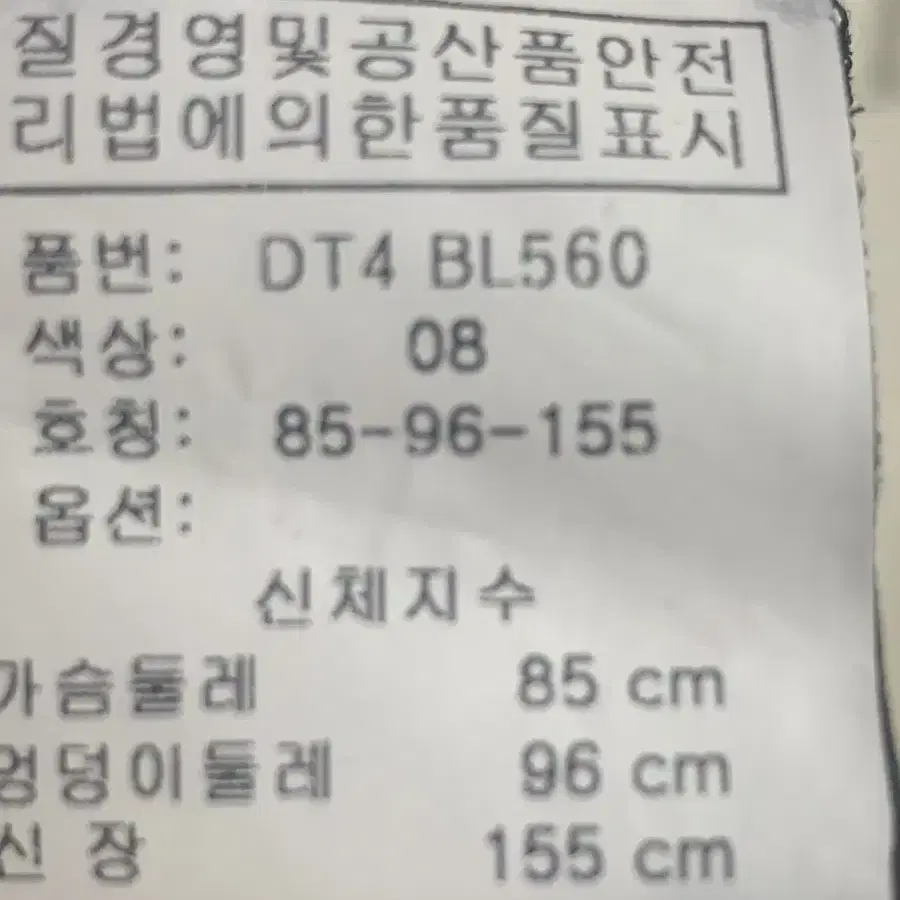 질경영및공산품안전
리법에의한품질표시
품번: DT4 BL560
색상: 08
호칭: 85-96-155
옵션:
신체지수
가슴둘레 85 cm
엉덩이둘레 96 cm
신장 155 cm